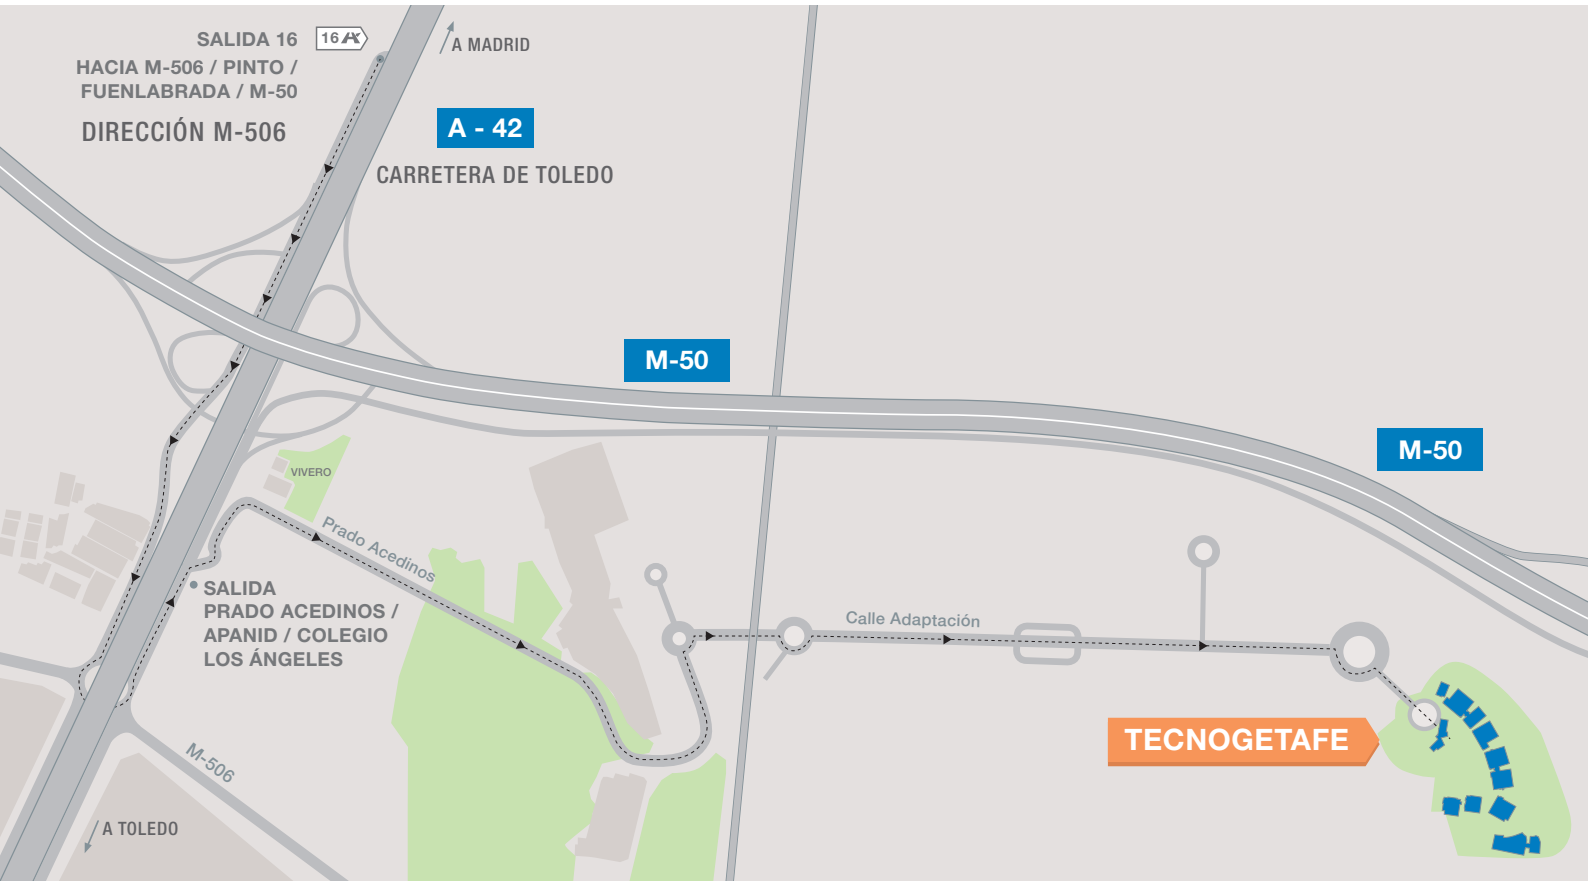 SALIDA 16
16
HACIA M-506 / PINTO /
FUENLABRADA / M-50
DIRECCIÓN M-506
A MADRID
A - 42
CARRETERA DE TOLEDO
M-50
M-50
VIVERO
Prado Acedinos
SALIDA
PRADO ACEDINOS /
APANID / COLEGIO
LOS ÁNGELES
Calle Adaptación
TECNOGETAFE
M-506
A TOLEDO